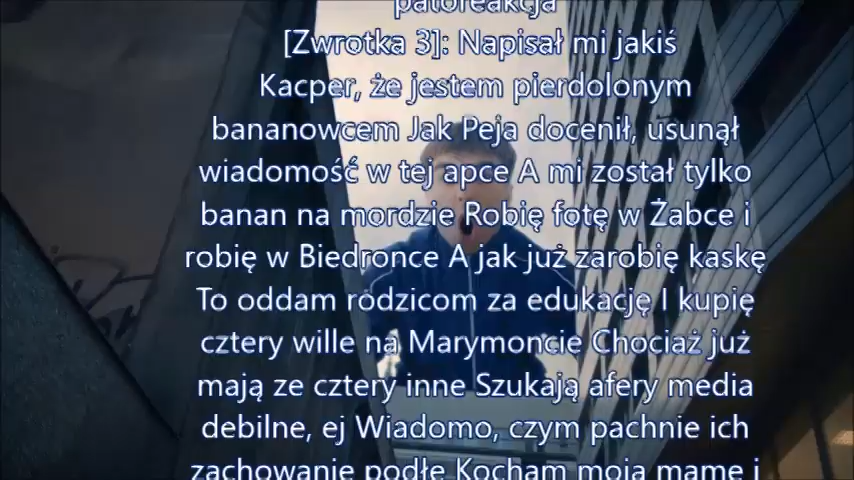 patoreakcja
[Zwrotka 3]: Napisał mi jakiś
Kacper, że jestem pierdolonym
bananowcem Jak Peja docenił, usunął
wiadomość w tej apce A mi został tylko
banan na mordzie Robię fotę w Żabce i
robię w Biedronce A jak już zarobię kaskę
To oddam rodzicom za edukację I kupię
cztery wille na Marymoncie Chociaż już
mają ze cztery inne Szukają afery media
debilne, ej Wiadomo, czym pachnie ich
zachowanie podłe Kocham moją mamę i